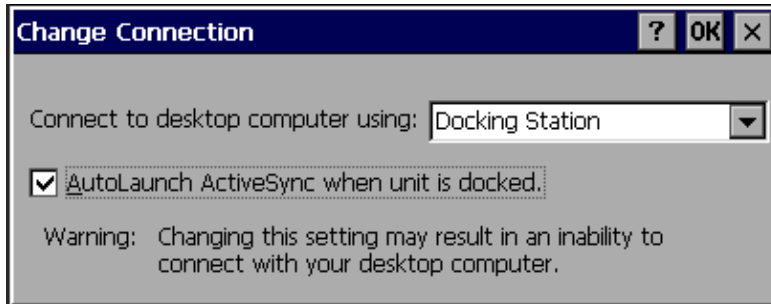 Change Connection ? OK ×
Connect to desktop computer using: Docking Station
AutoLaunch ActiveSync when unit is docked.
Warning: Changing this setting may result in an inability to
connect with your desktop computer.